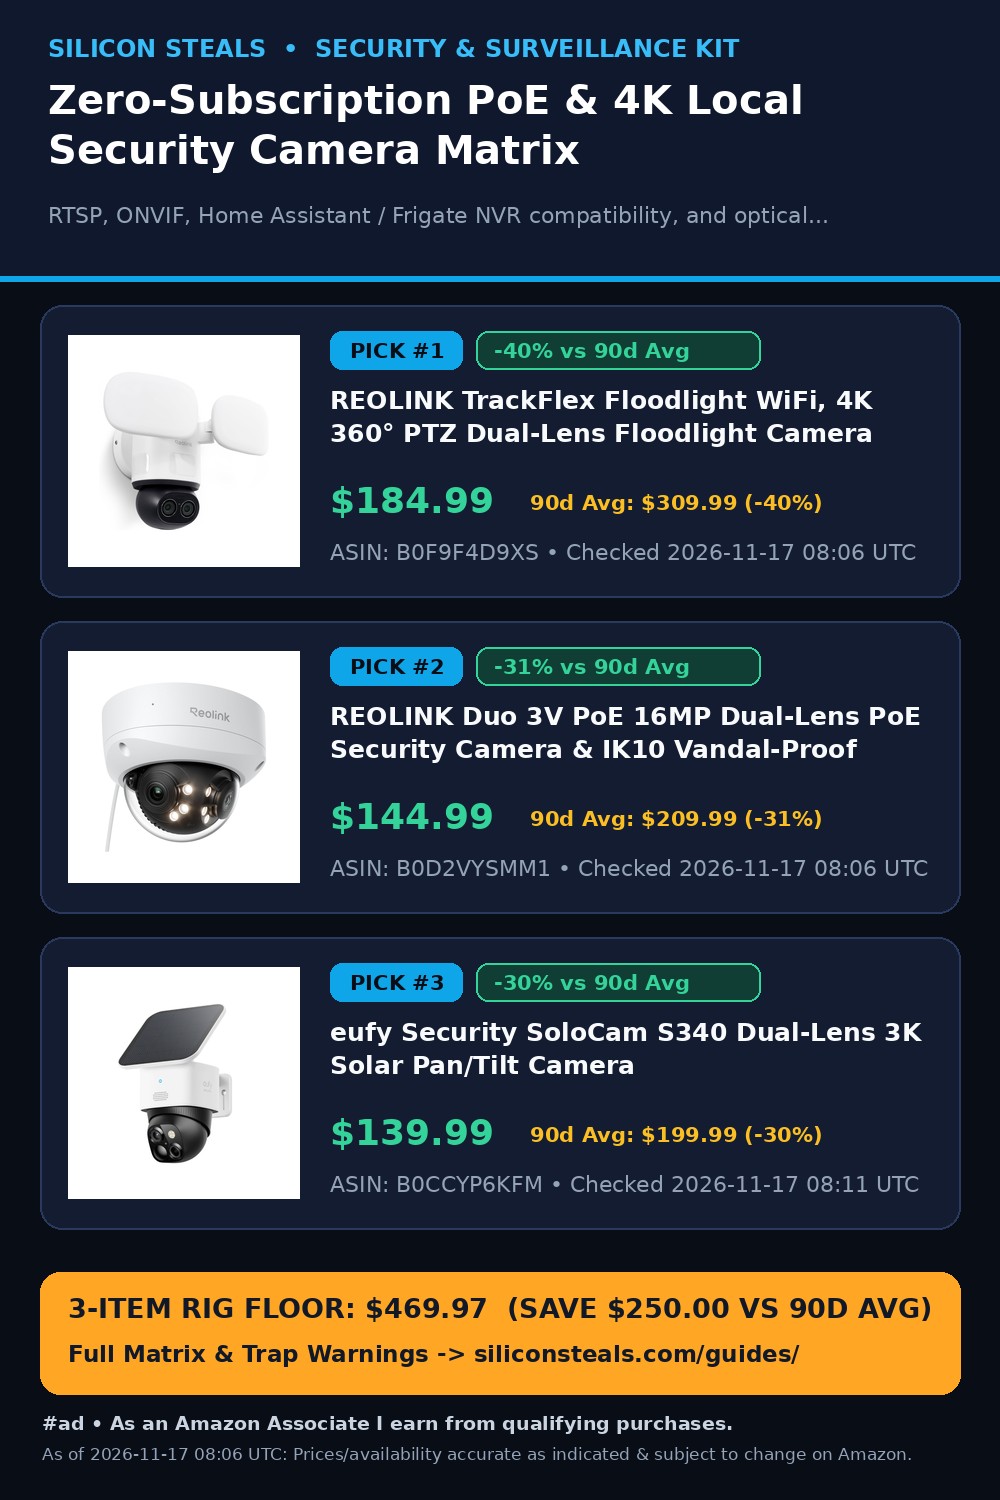 SILICON STEALS • SECURITY & SURVEILLANCE KIT
Zero-Subscription PoE & 4K Local
Security Camera Matrix
RTSP, ONVIF, Home Assistant / Frigate NVR compatibility, and optical...
PICK #1
-40% vs 90d Avg
REOLINK TrackFlex Floodlight WiFi, 4K
360° PTZ Dual-Lens Floodlight Camera
$184.99
90d Avg: $309.99 (-40%)
ASIN: B0F9F4D9XS • Checked 2026-11-17 08:06 UTC
Reolink
PICK #2
-31% vs 90d Avg
REOLINK Duo 3V PoE 16MP Dual-Lens PoE
Security Camera & IK10 Vandal-Proof
$144.99
90d Avg: $209.99 (-31%)
ASIN: B0D2VYSMM1 • Checked 2026-11-17 08:06 UTC
PICK #3
-30% vs 90d Avg
eufy Security SoloCam S340 Dual-Lens 3K
Solar Pan/Tilt Camera
$139.99
90d Avg: $199.99 (-30%)
ASIN: B0CCYP6KFM • Checked 2026-11-17 08:11 UTC
3-ITEM RIG FLOOR: $469.97 (SAVE $250.00 VS 90D AVG)
Full Matrix & Trap Warnings -> siliconsteals.com/guides/
#ad • As an Amazon Associate I earn from qualifying purchases.
As of 2026-11-17 08:06 UTC: Prices/availability accurate as indicated & subject to change on Amazon.